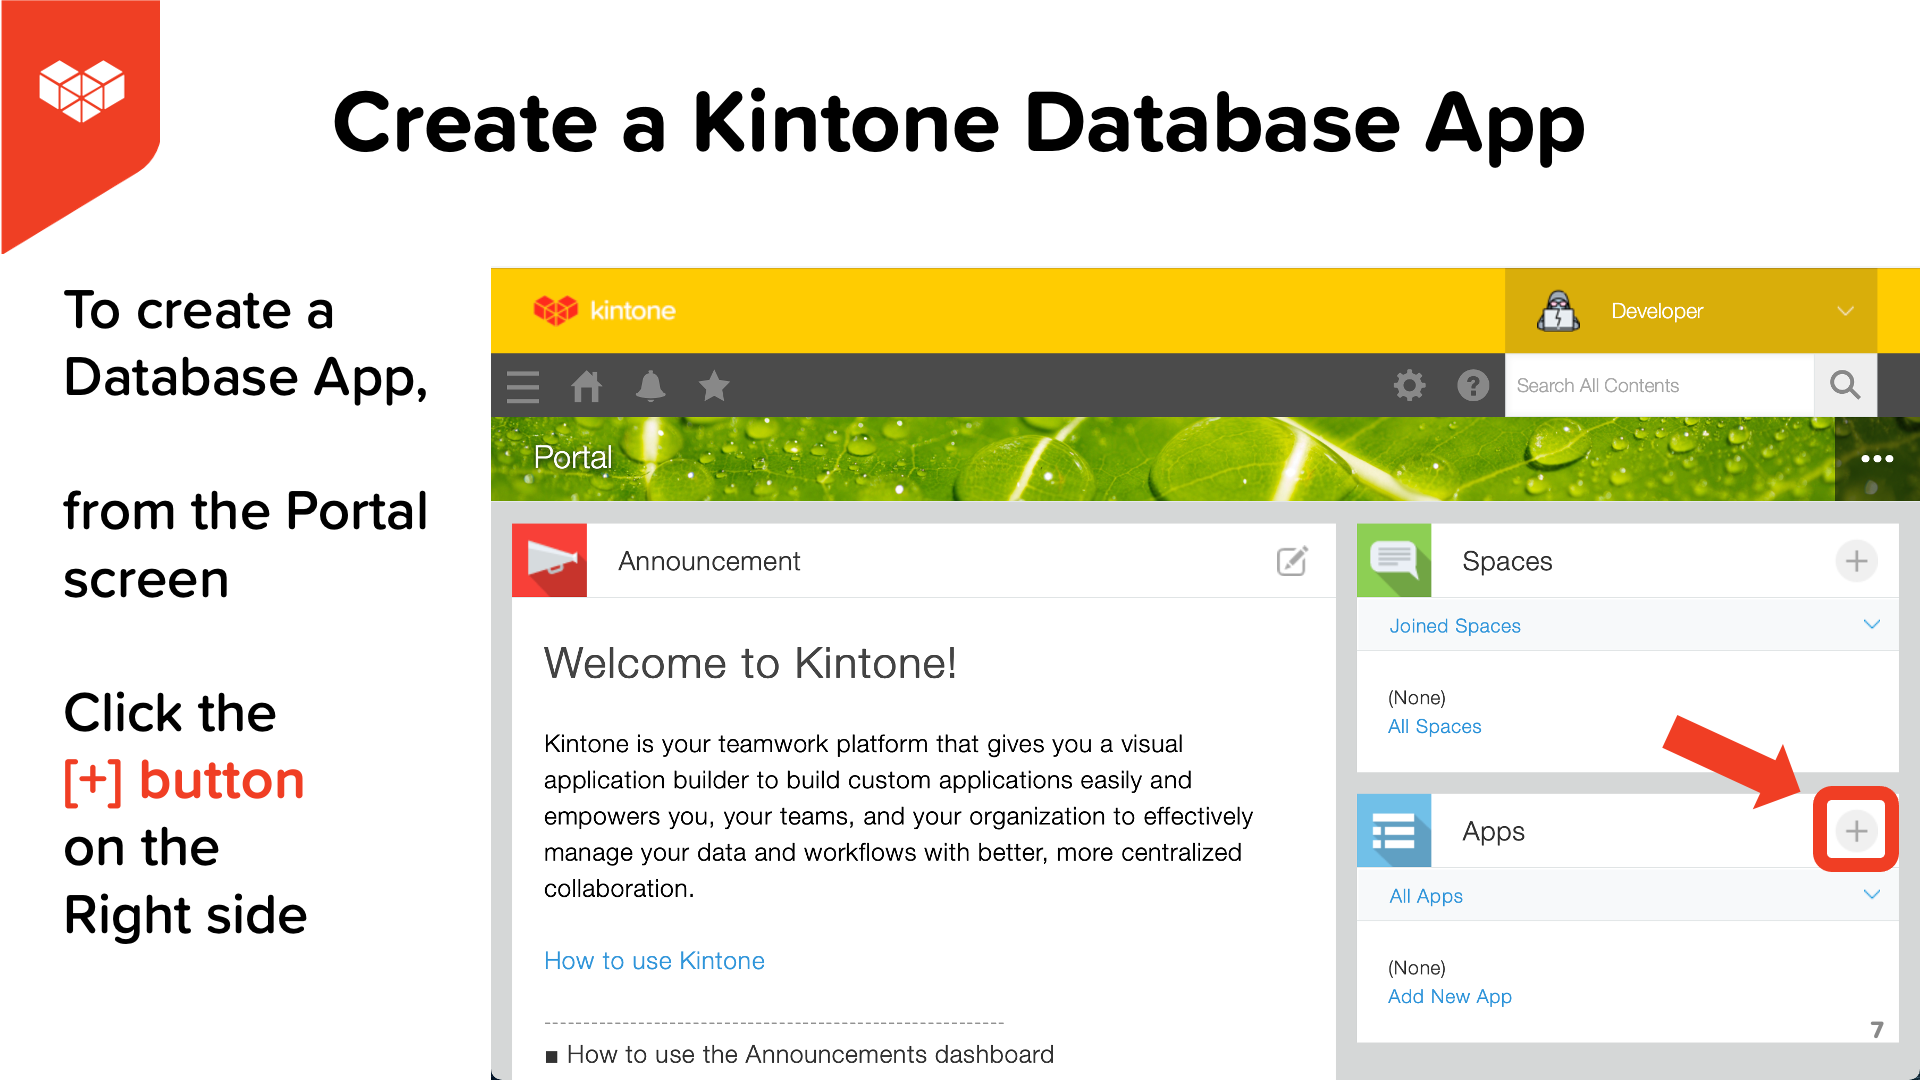 Create a Kintone Database App
To create a
Database App,
from the Portal
screen
Click the
[+] button
on the
Right side
kintone
Developer
Search All Contents
Portal
Announcement
Welcome to Kintone!
Kintone is your teamwork platform that gives you a visual
application builder to build custom applications easily and
empowers you, your teams, and your organization to effectively
manage your data and workflows with better, more centralized
collaboration.
How to use Kintone
------------------------------------------------------------
■ How to use the Announcements dashboard
Spaces
Joined Spaces
(None)
All Spaces
Apps
All Apps
(None)
Add New App
7